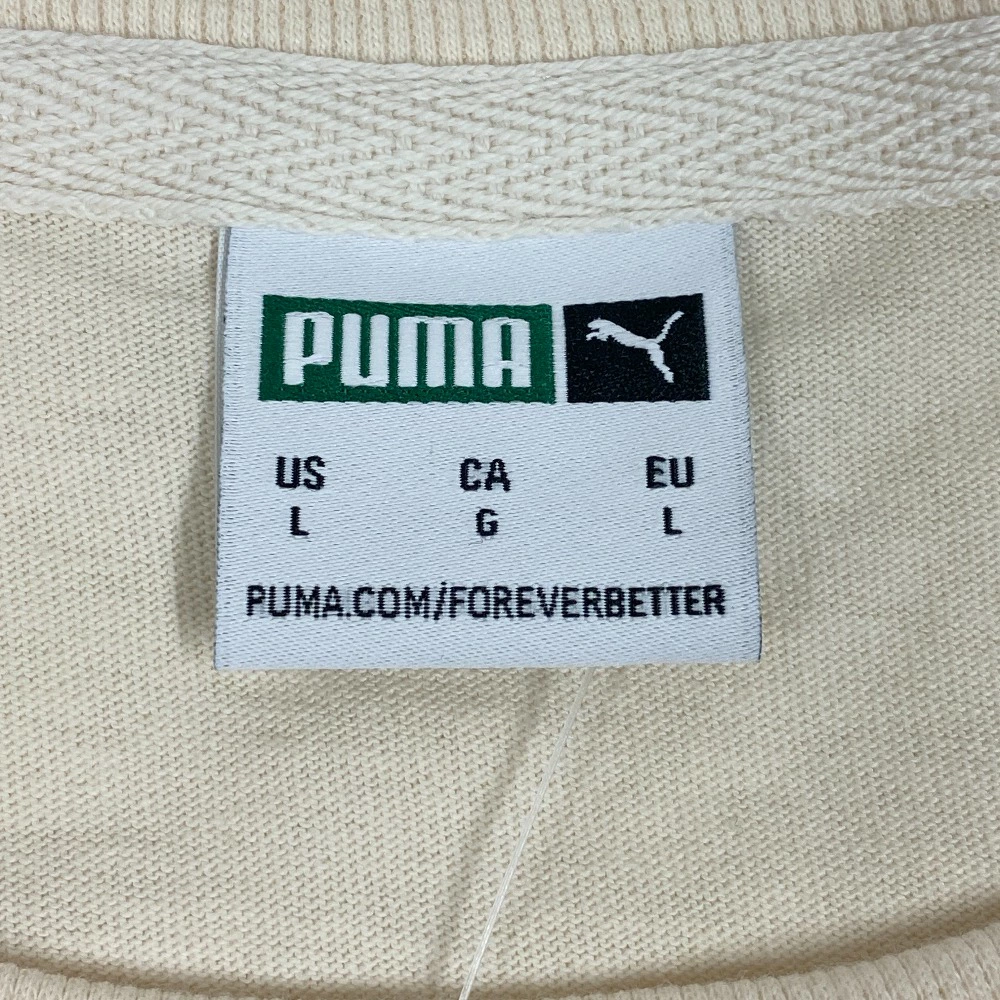 PUMA
US CA EU
L G L
PUMA.COM/FOREVERBETTER